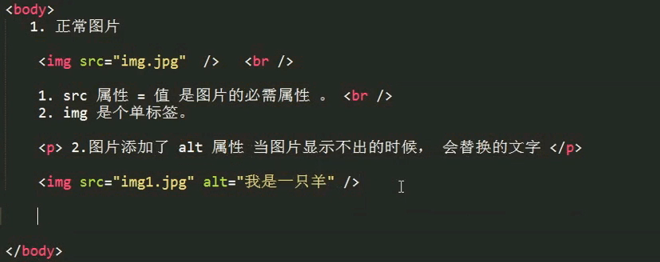 <body>
1. 正常图片
<img src="img.jpg" /> <br />
1. src 属性 = 值 是图片的必需属性 。 <br />
2. img 是个单标签。
<p> 2.图片添加了 alt 属性 当图片显示不出的时候， 会替换的文字 </p>
<img src="img1.jpg" alt="我是一只羊" />
</body>